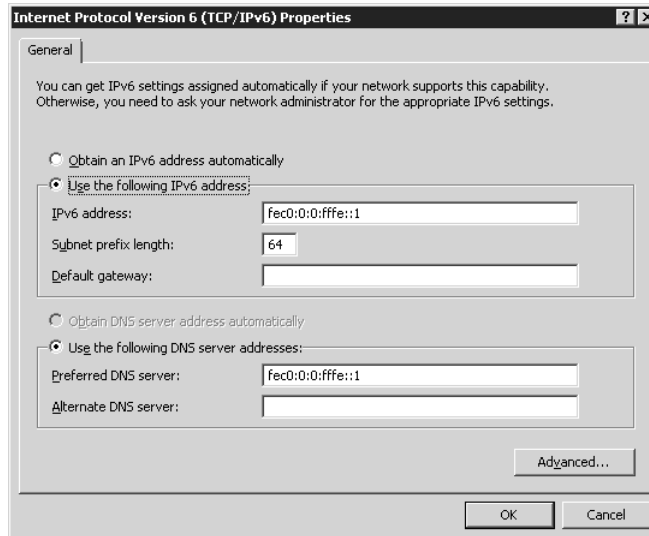 Internet Protocol Version 6 (TCP/IPv6) Properties
General
You can get IPv6 settings assigned automatically if your network supports this capability.
Otherwise, you need to ask your network administrator for the appropriate IPv6 settings.
Obtain an IPv6 address automatically
Use the following IPv6 address:
IPv6 address: fec0:0:0:fffe::1
Subnet prefix length: 64
Default gateway:
Obtain DNS server address automatically
Use the following DNS server addresses:
Preferred DNS server: fec0:0:0:fffe::1
Alternate DNS server:
Advanced...
OK Cancel